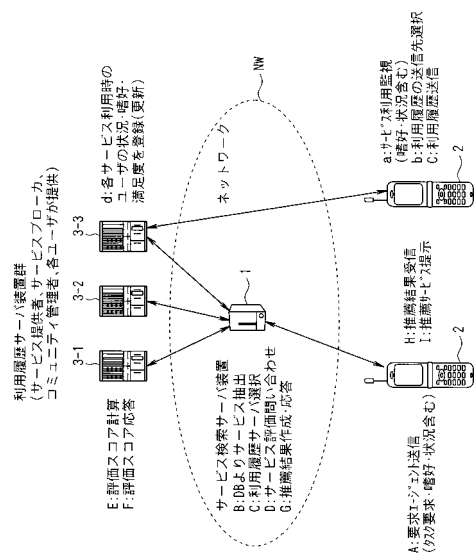 利用履歴サーバ装置群
(サービス提供者、サービスブローカ、
コミュニティ管理者、各ユーザが提供)
3-1
3-2
3-3
E:評価スコア計算
F:評価スコア応答
d:各サービス利用時の
ユーザの状況・嗜好・
満足度を登録(更新)
NW
ネットワーク
1
サービス検索サーバ装置
B:DBよりサービス抽出
C:利用履歴サーバ選択
D:サービス評価問い合わせ
G:推薦結果作成・応答
A:要求エージェント送信
(タスク要求・嗜好・状況含む)
2
H:推薦結果受信
I:推薦サービス提示
a:サービス利用監視
(嗜好・状況含む)
b:利用履歴の送信先選択
C:利用履歴送信
2